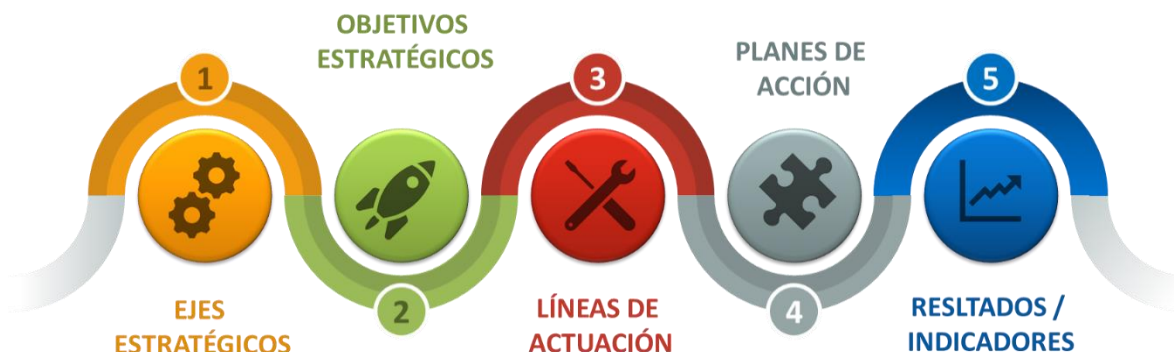 1
EJES
ESTRATÉGICOS
OBJETIVOS
ESTRATÉGICOS
2
3
LÍNEAS DE
ACTUACIÓN
PLANES DE
ACCIÓN
4
5
RESLTADOS /
INDICADORES